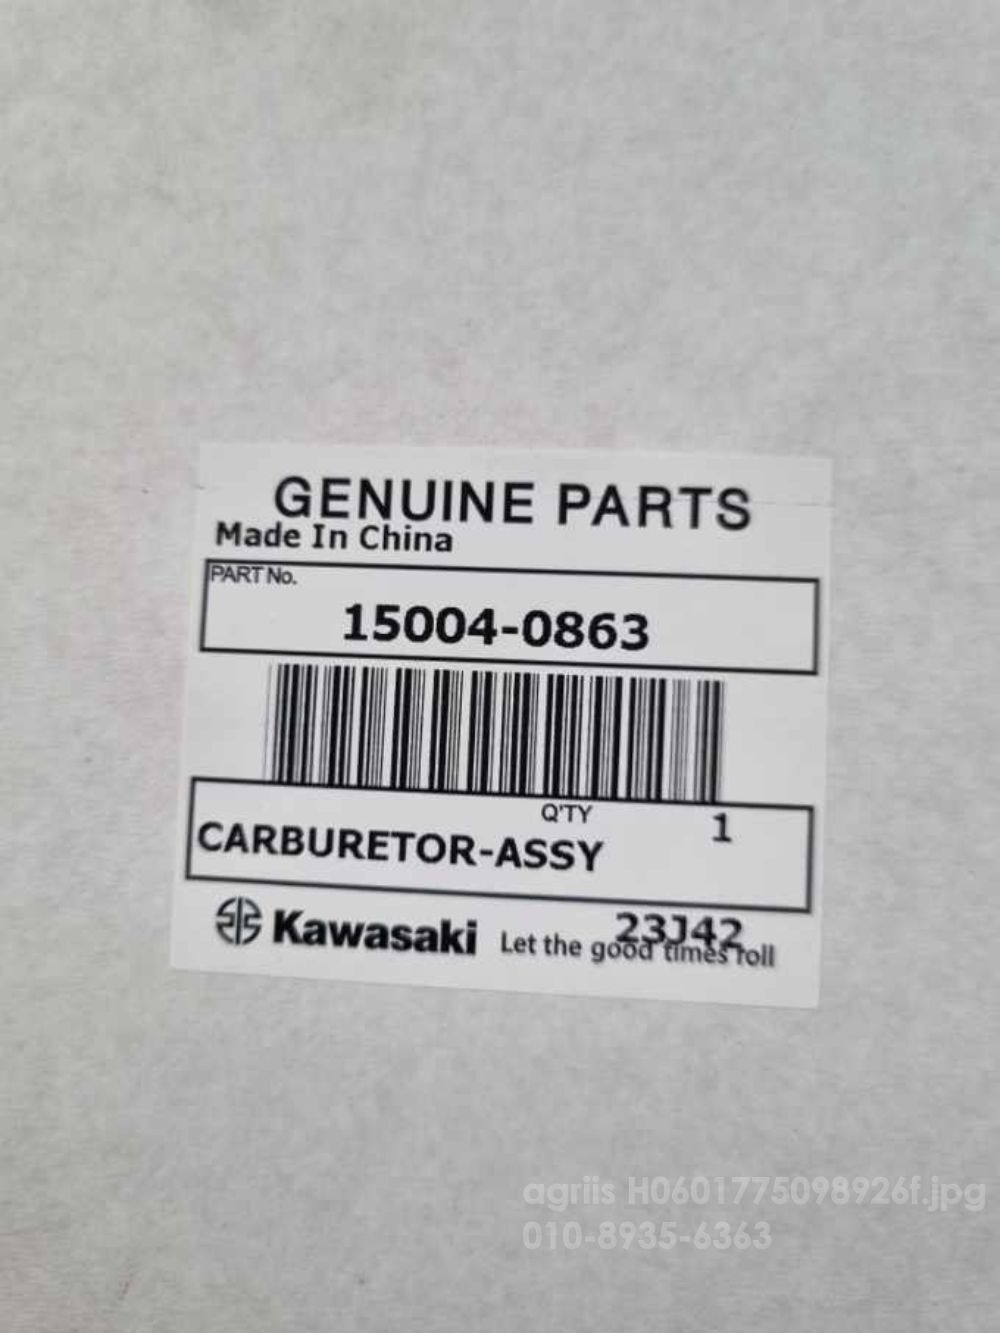 GENUINE PARTS
Made In China
PART No.
15004-0863
Q'TY 1
CARBURETOR-ASSY
23J42
Kawasaki Let the good times roll
agriis H0601775098926f.jpg
010-8935-6363